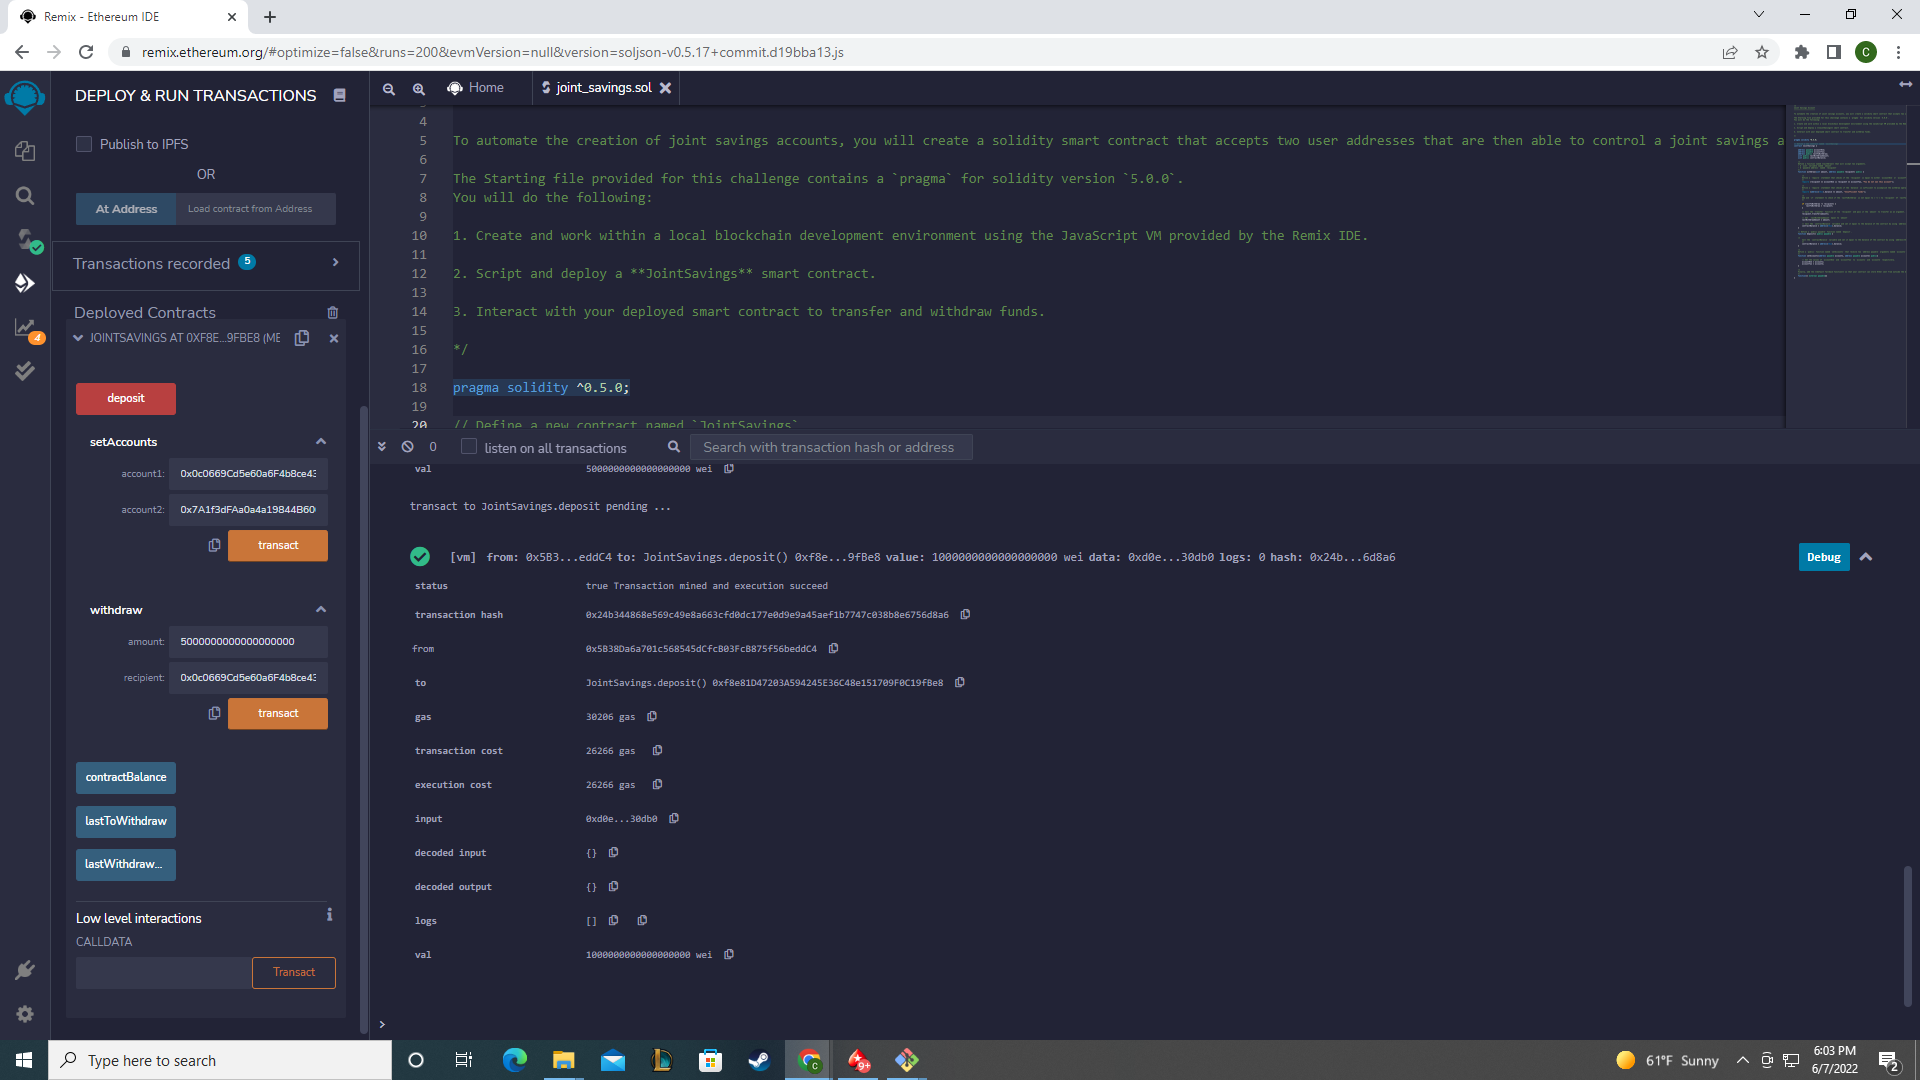 Remix - Ethereum IDE
remix.ethereum.org/#optimize=false&runs=200&evmVersion=null&version=soljson-v0.5.17+commit.d19bba13.js
C
DEPLOY & RUN TRANSACTIONS
Publish to IPFS
OR
At Address
Load contract from Address
Transactions recorded 5
Deployed Contracts
4
JOINTSAVINGS AT 0XF8E...9FBE8 (ME
deposit
setAccounts
account1: 0x0c0669Cd5e60a6F4b8ce43
account2: 0x7A1f3dFAa0a4a19844B60
transact
withdraw
amount: 5000000000000000000
recipient: 0x0c0669Cd5e60a6F4b8ce43
transact
contractBalance
lastToWithdraw
lastWithdraw...
Low level interactions
i
CALLDATA
Transact
Home
joint_savings.sol
4
5 To automate the creation of joint savings accounts, you will create a solidity smart contract that accepts two user addresses that are then able to control a joint savings a
6
7 The Starting file provided for this challenge contains a `pragma` for solidity version `5.0.0`.
8 You will do the following:
9
10 1. Create and work within a local blockchain development environment using the JavaScript VM provided by the Remix IDE.
11
12 2. Script and deploy a **JointSavings** smart contract.
13
14 3. Interact with your deployed smart contract to transfer and withdraw funds.
15
16 */
17
18 pragma solidity ^0.5.0;
19
20 // Define a new contract named `JointSavings`
0
listen on all transactions
Search with transaction hash or address
val 5000000000000000000 wei
transact to JointSavings.deposit pending ...
[vm] from: 0x5B3...eddC4 to: JointSavings.deposit() 0xf8e...9fBe8 value: 1000000000000000000 wei data: 0xd0e...30db0 logs: 0 hash: 0x24b...6d8a6
Debug
status true Transaction mined and execution succeed
transaction hash 0x24b344868e569c49e8a663cfd0dc177e0d9e9a45aef1b7747c038b8e6756d8a6
from 0x5B38Da6a701c568545dCfcB03FcB875f56beddC4
to JointSavings.deposit() 0xf8e81D47203A594245E36C48e151709F0C19fBe8
gas 30206 gas
transaction cost 26266 gas
execution cost 26266 gas
input 0xd0e...30db0
decoded input {}
decoded output {}
logs []
val 1000000000000000000 wei
>
Type here to search
C
9+
61°F Sunny
6:03 PM
6/7/2022
2